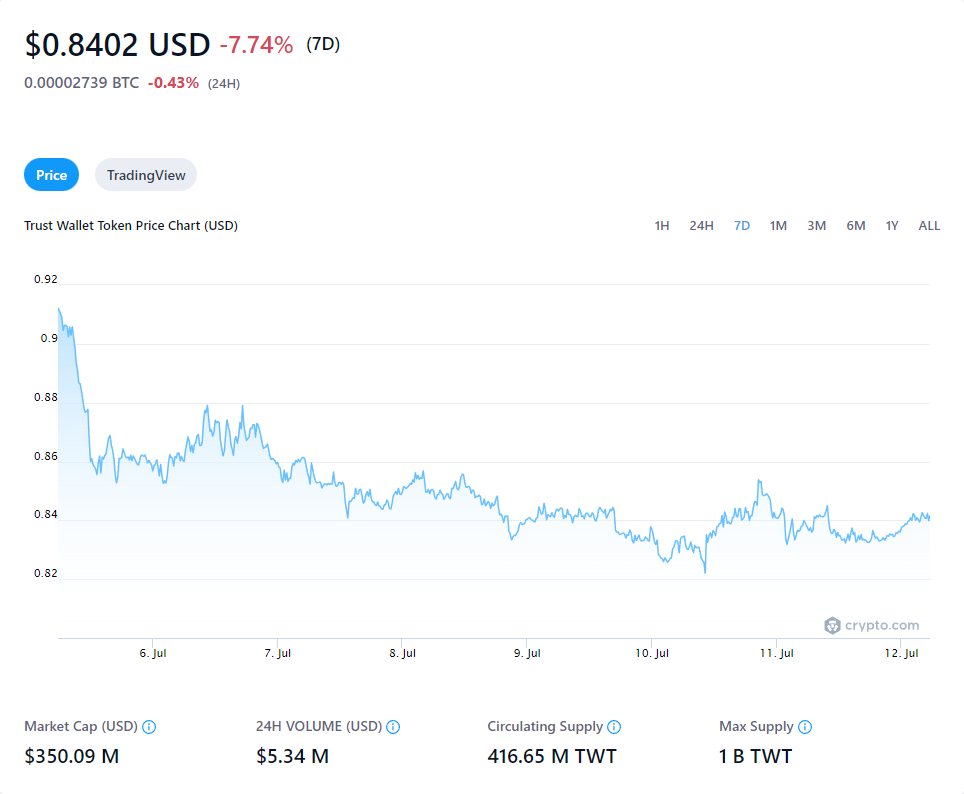 $0.8402 USD -7.74% (7D)
0.00002739 BTC -0.43% (24H)
Price TradingView
Trust Wallet Token Price Chart (USD) 1H 24H 7D 1M 3M 6M 1Y ALL
0.92
0.9
0.88
0.86
0.84
0.82
crypto.com
6. Jul 7. Jul 8. Jul 9. Jul 10. Jul 11. Jul 12. Jul
Market Cap (USD) 24H VOLUME (USD) Circulating Supply Max Supply
$350.09 M $5.34 M 416.65 M TWT 1 B TWT